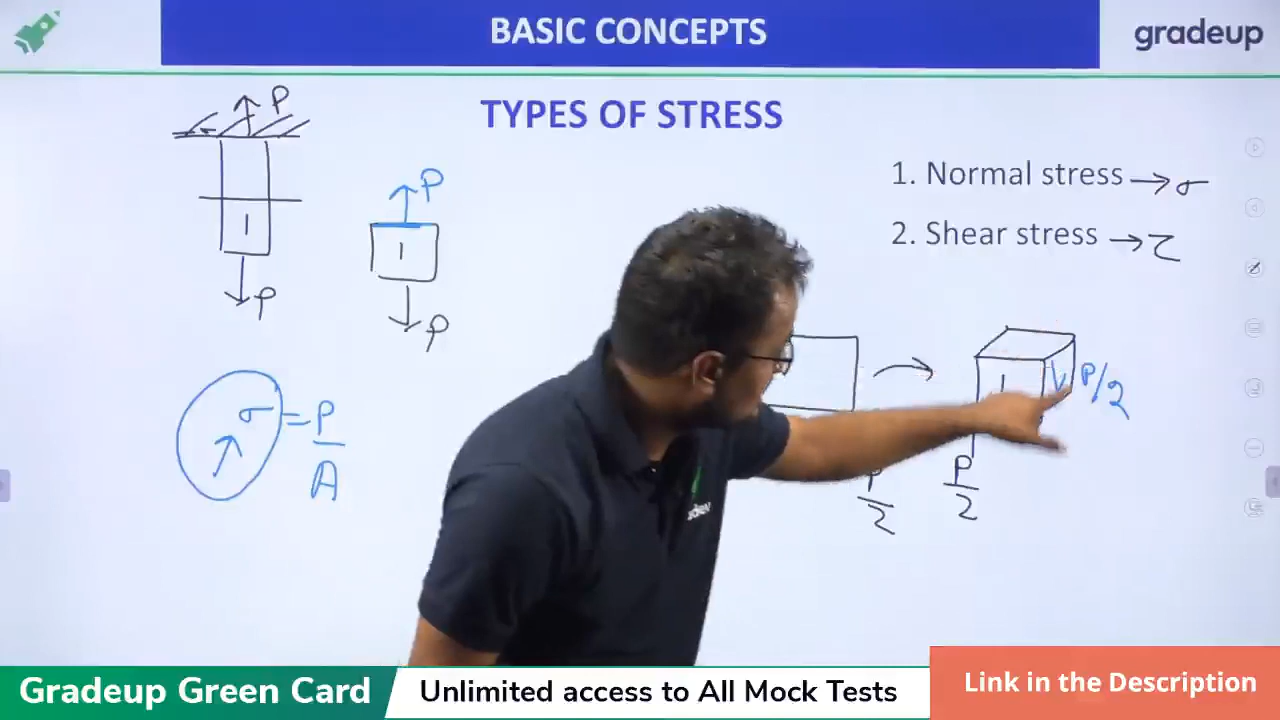 BASIC CONCEPTS
gradeup
TYPES OF STRESS
P
P
1. Normal stress → σ
2. Shear stress → τ
1
1
P
P
σ = P/A
1
P/2
P/2
P/2
Gradeup Green Card
Unlimited access to All Mock Tests
Link in the Description